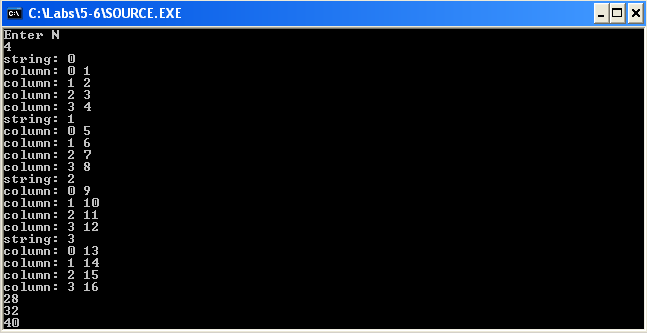 C:\Labs\5-6\SOURCE.EXE
Enter N
4
string: 0
column: 0 1
column: 1 2
column: 2 3
column: 3 4
string: 1
column: 0 5
column: 1 6
column: 2 7
column: 3 8
string: 2
column: 0 9
column: 1 10
column: 2 11
column: 3 12
string: 3
column: 0 13
column: 1 14
column: 2 15
column: 3 16
28
32
40